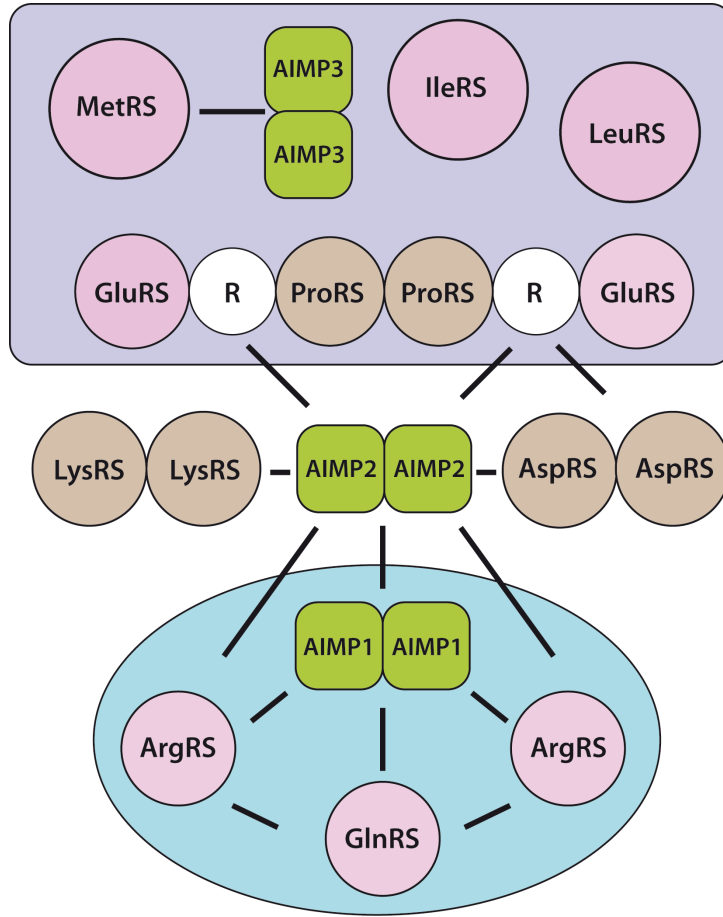 AIMP3
MetRS
IleRS
LeuRS
AIMP3
GluRS R ProRS ProRS R GluRS
LysRS LysRS AIMP2 AIMP2 AspRS AspRS
AIMP1 AIMP1
ArgRS ArgRS
GlnRS